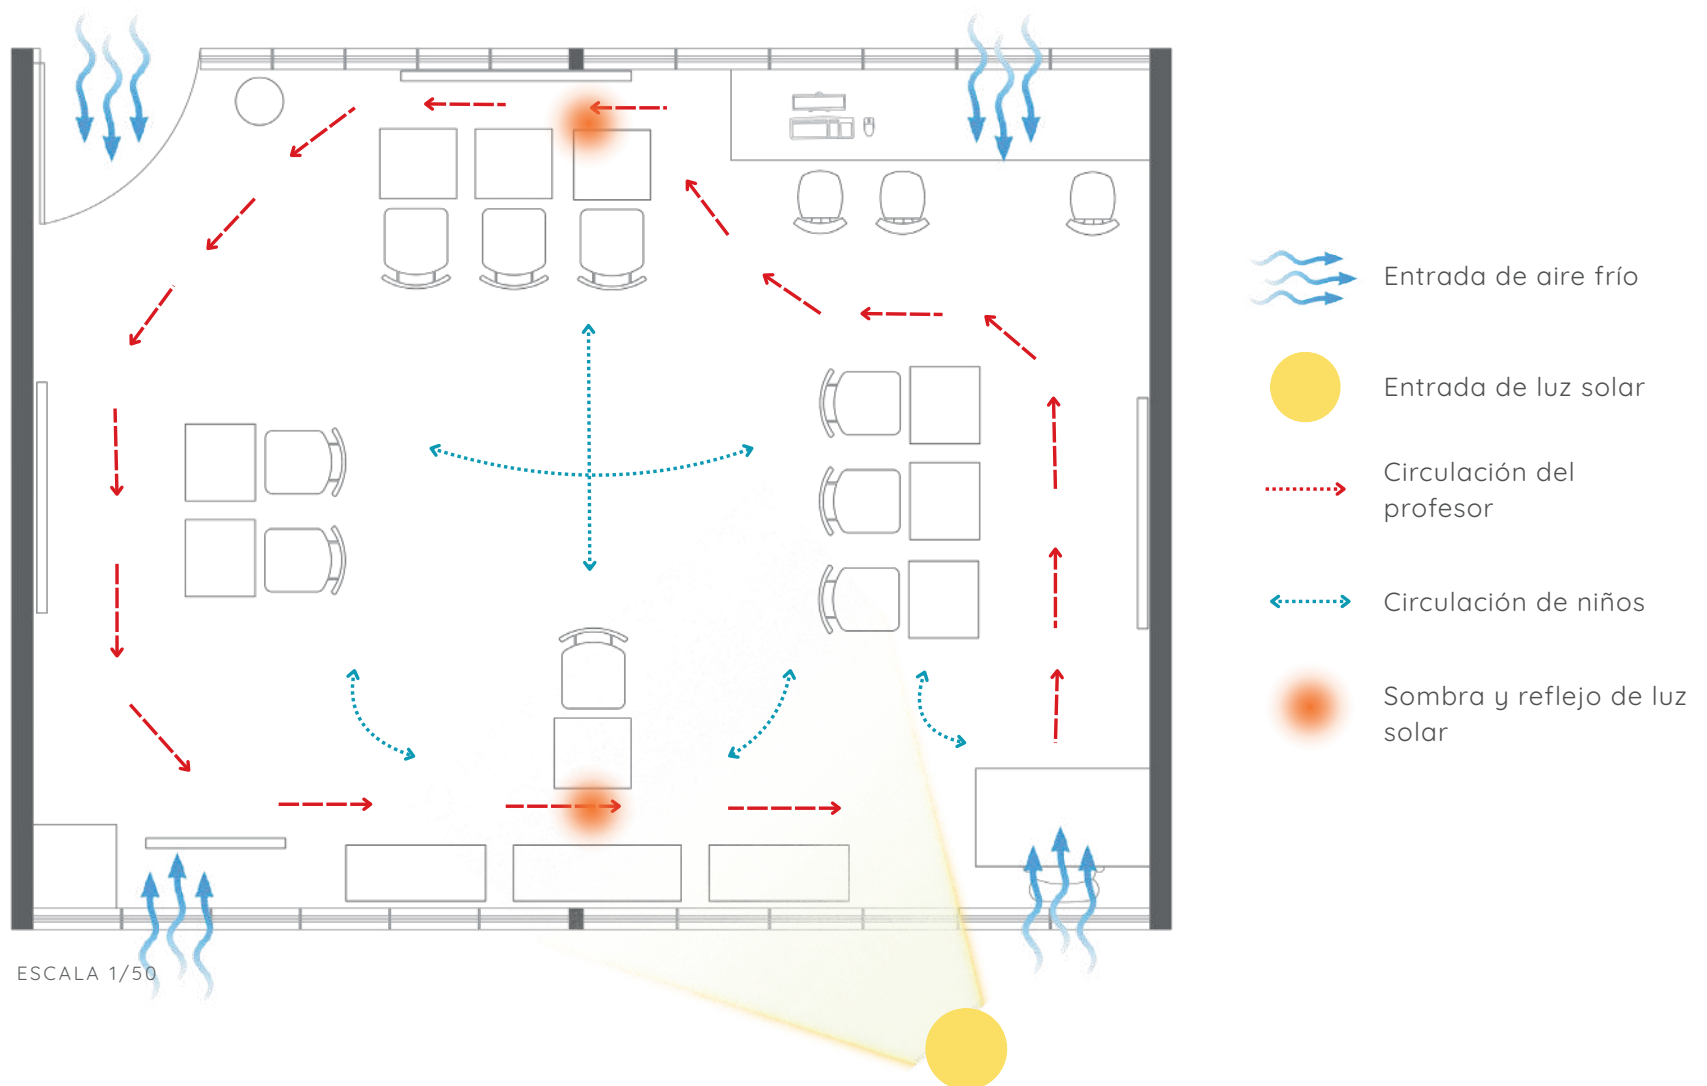 Entrada de aire frío
Entrada de luz solar
Circulación del
profesor
Circulación de niños
Sombra y reflejo de luz
solar
ESCALA 1/50